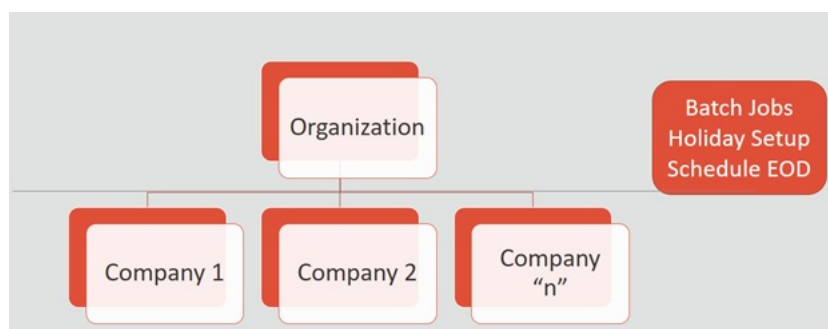 Organization
Batch Jobs
Holiday Setup
Schedule EOD
Company 1
Company 2
Company
“n”